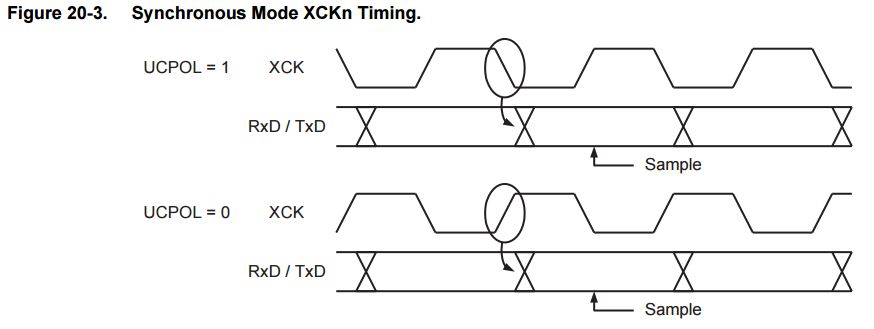 Figure 20-3. Synchronous Mode XCKn Timing.
UCPOL = 1 XCK
RxD / TxD
Sample
UCPOL = 0 XCK
RxD / TxD
Sample